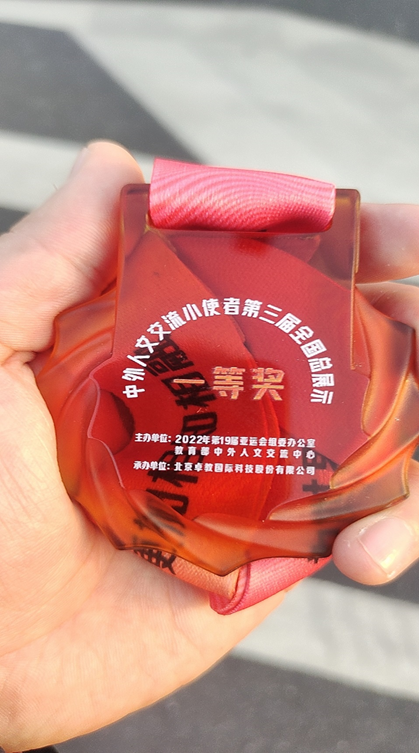 中外人文交流小使者第三届全国总展示
一等奖
主办单位：2022年第19届亚运会组委办公室
教育部中外人文交流中心
承办单位：北京卓教国际科技股份有限公司